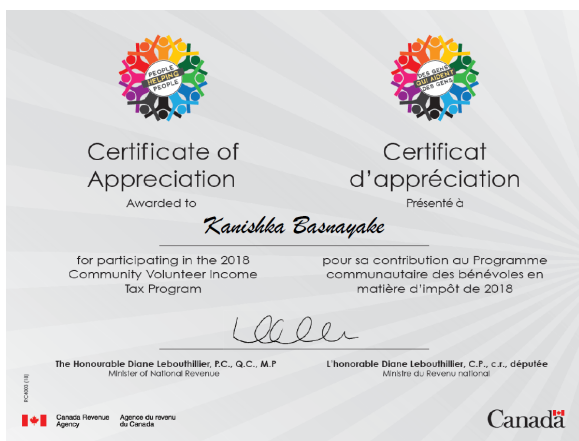 PEOPLE
HELPING
PEOPLE
DES GENS
QUI AIDENT
DES GENS
Certificate of
Appreciation
Awarded to
Certificat
d'appréciation
Présenté à
Kanishka Basnayake
for participating in the 2018
Community Volunteer Income
Tax Program
pour sa contribution au Programme
communautaire des bénévoles en
matière d'impôt de 2018
The Honourable Diane Lebouthillier, P.C., Q.C., M.P
Minister of National Revenue
L'honorable Diane Lebouthillier, C.P., c.r., députée
Ministre du Revenu national
Canada Revenue
Agency
Agence du revenu
du Canada
Canada